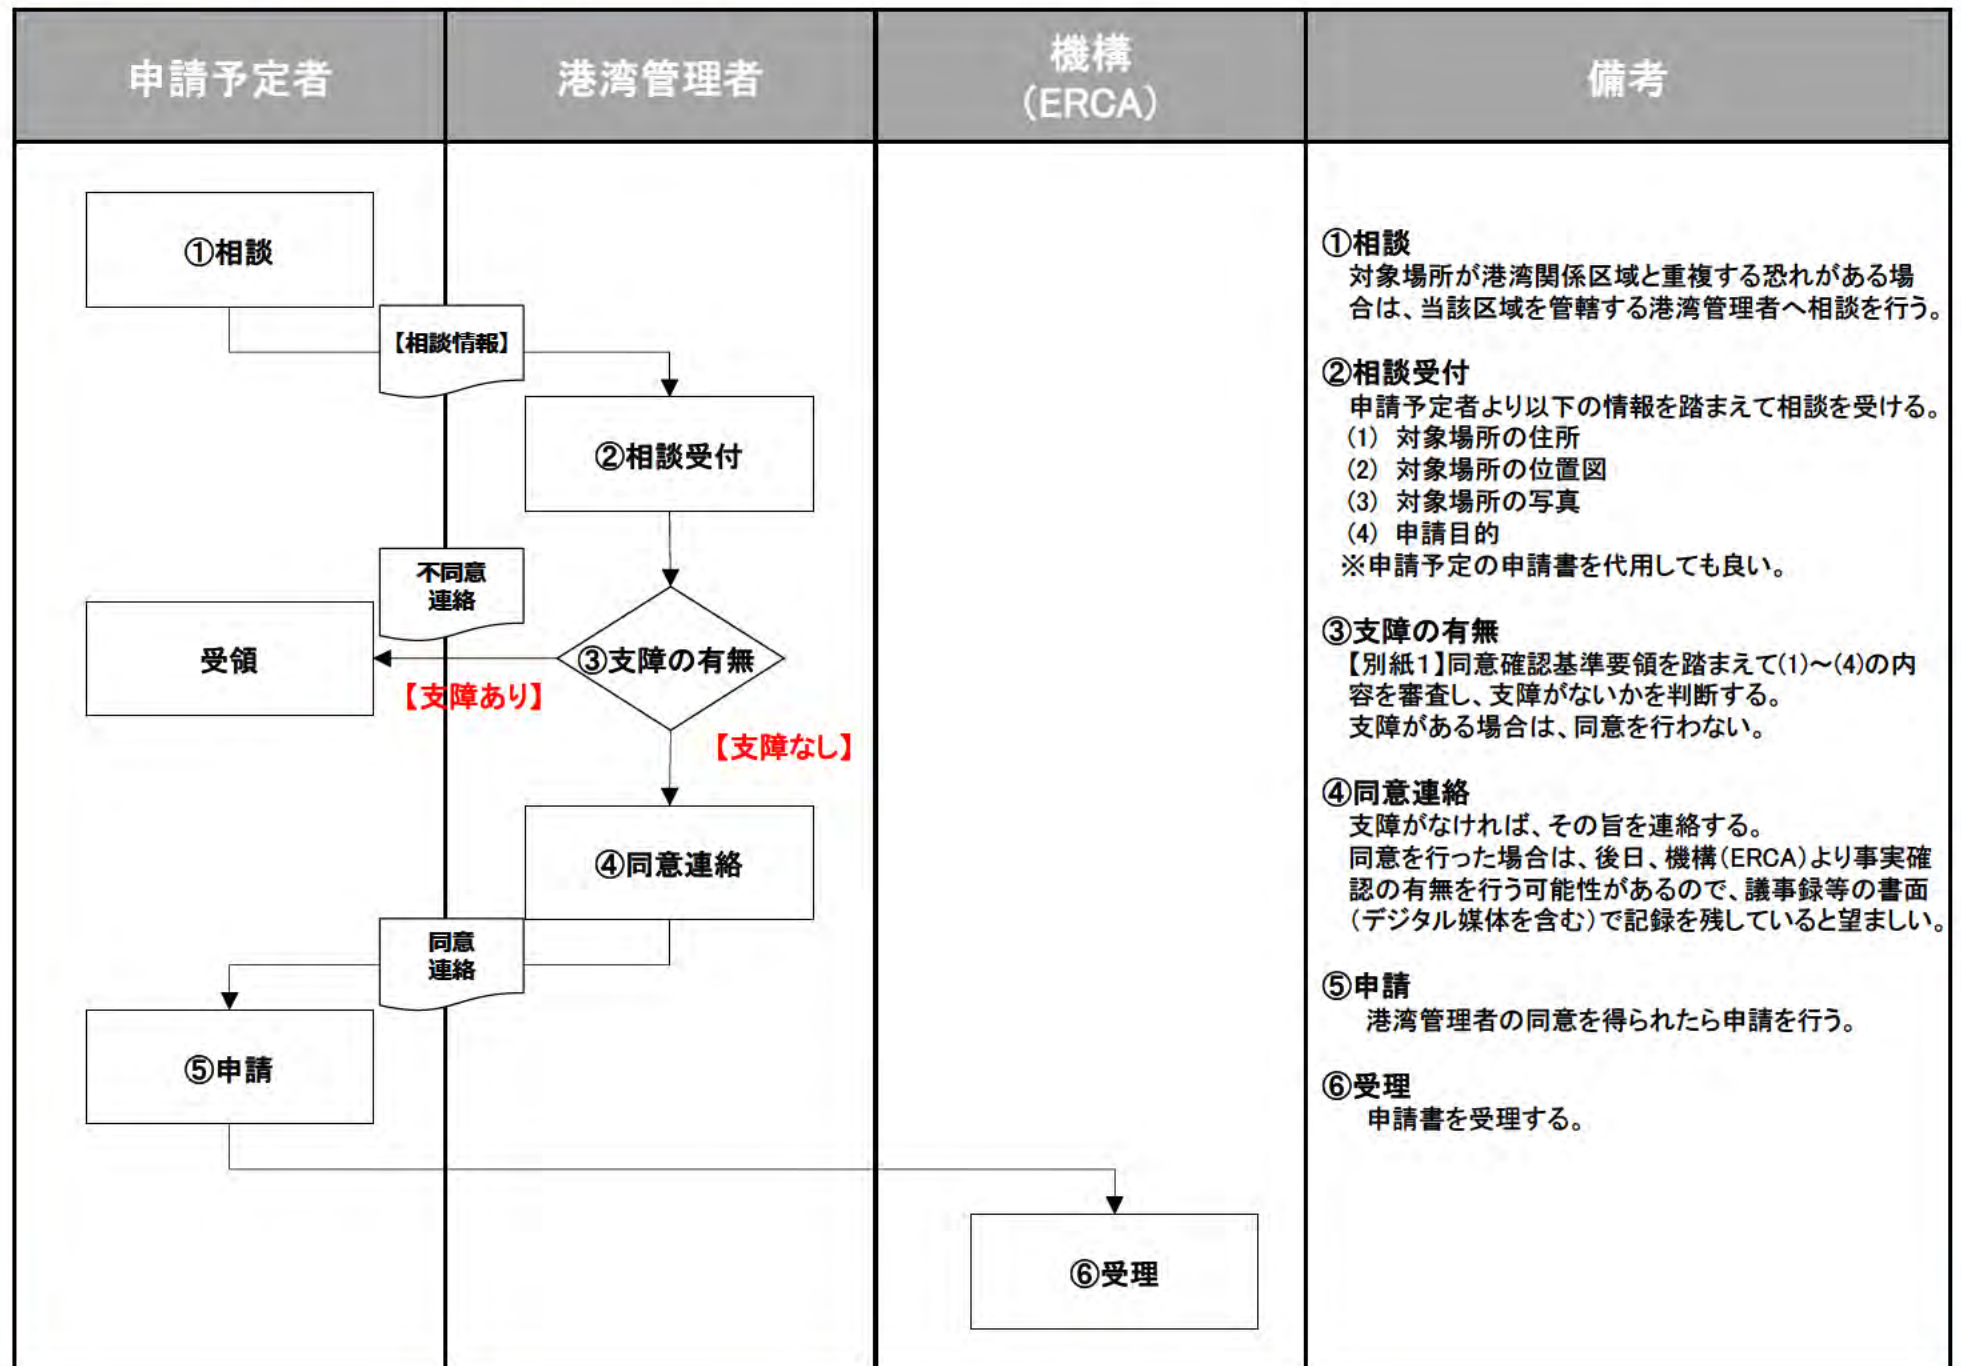 申請予定者
港湾管理者
機構
（ERCA）
備考
①相談
【相談情報】
②相談受付
不同意
連絡
受領
③支障の有無
【支障あり】
【支障なし】
④同意連絡
同意
連絡
⑤申請
⑥受理
①相談
対象場所が港湾関係区域と重複する恐れがある場
合は、当該区域を管轄する港湾管理者へ相談を行う。
②相談受付
申請予定者より以下の情報を踏まえて相談を受ける。
(1) 対象場所の住所
(2) 対象場所の位置図
(3) 対象場所の写真
(4) 申請目的
※申請予定の申請書を代用しても良い。
③支障の有無
【別紙１】同意確認基準要領を踏まえて(1)～(4)の内
容を審査し、支障がないかを判断する。
支障がある場合は、同意を行わない。
④同意連絡
支障がなければ、その旨を連絡する。
同意を行った場合は、後日、機構（ERCA）より事実確
認の有無を行う可能性があるので、議事録等の書面
（デジタル媒体を含む）で記録を残していると望ましい。
⑤申請
港湾管理者の同意を得られたら申請を行う。
⑥受理
申請書を受理する。